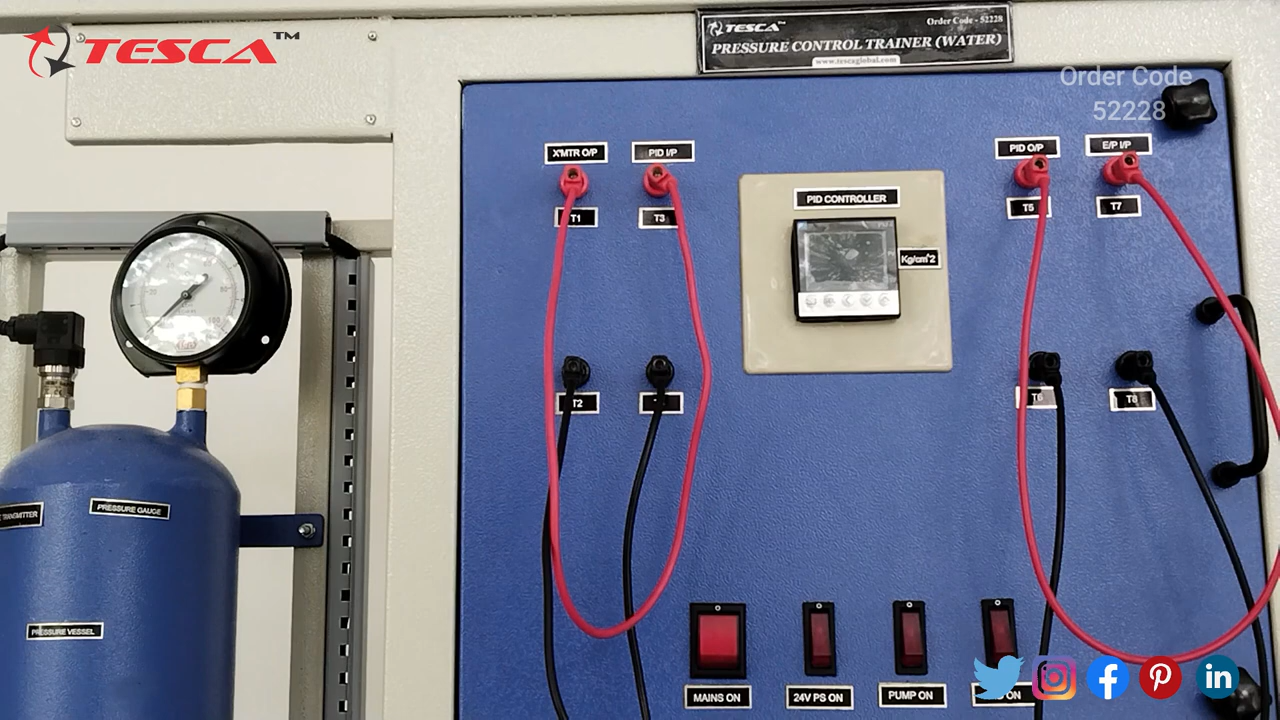 TESCA™
TESCA™
Order Code - 52228
PRESSURE CONTROL TRAINER (WATER)
www.tescaglobal.com
Order Code
52228
X'MTR O/P
PID I/P
PID O/P
E/P I/P
T1
T3
T5
T7
PID CONTROLLER
Kg/cm^2
T2
T6
T8
TRANSMITTER
PRESSURE GAUGE
PRESSURE VESSEL
MAINS ON
24V PS ON
PUMP ON
ON